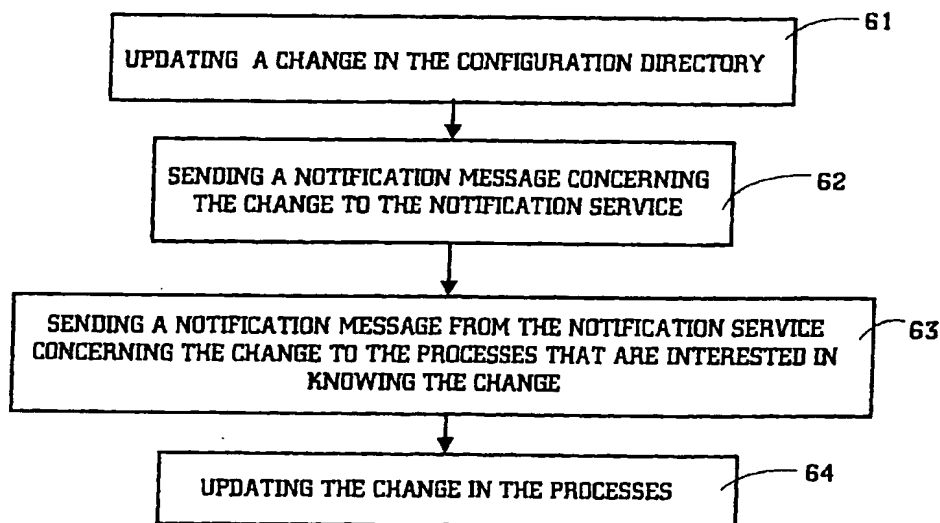 61
UPDATING A CHANGE IN THE CONFIGURATION DIRECTORY
SENDING A NOTIFICATION MESSAGE CONCERNING
THE CHANGE TO THE NOTIFICATION SERVICE
62
SENDING A NOTIFICATION MESSAGE FROM THE NOTIFICATION SERVICE
CONCERNING THE CHANGE TO THE PROCESSES THAT ARE INTERESTED IN
KNOWING THE CHANGE
63
UPDATING THE CHANGE IN THE PROCESSES
64